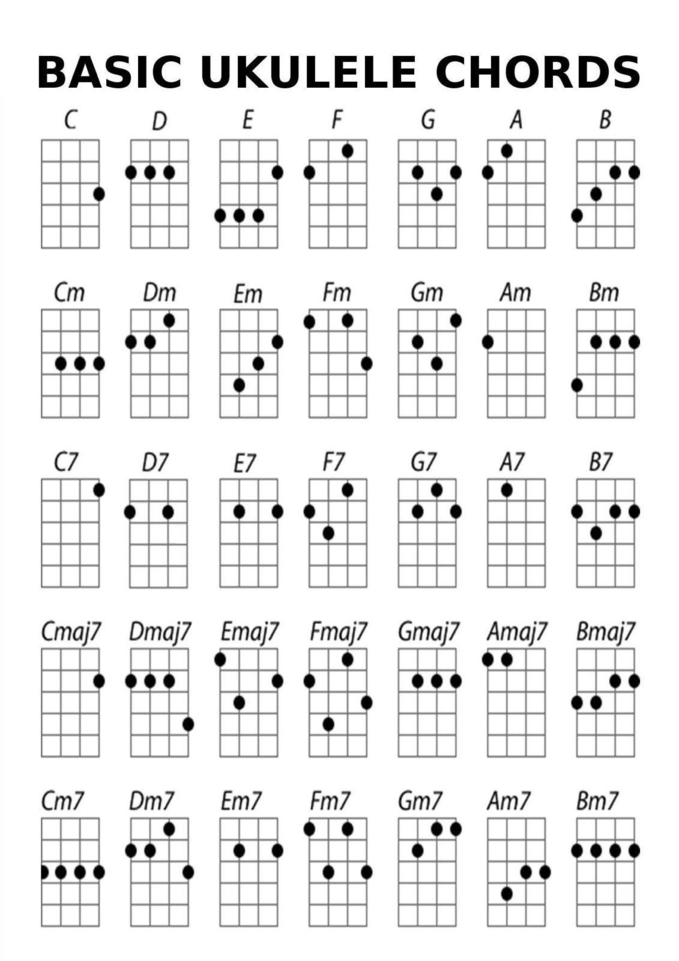 BASIC UKULELE CHORDS
C D E F G A B
Cm Dm Em Fm Gm Am Bm
C7 D7 E7 F7 G7 A7 B7
Cmaj7 Dmaj7 Emaj7 Fmaj7 Gmaj7 Amaj7 Bmaj7
Cm7 Dm7 Em7 Fm7 Gm7 Am7 Bm7